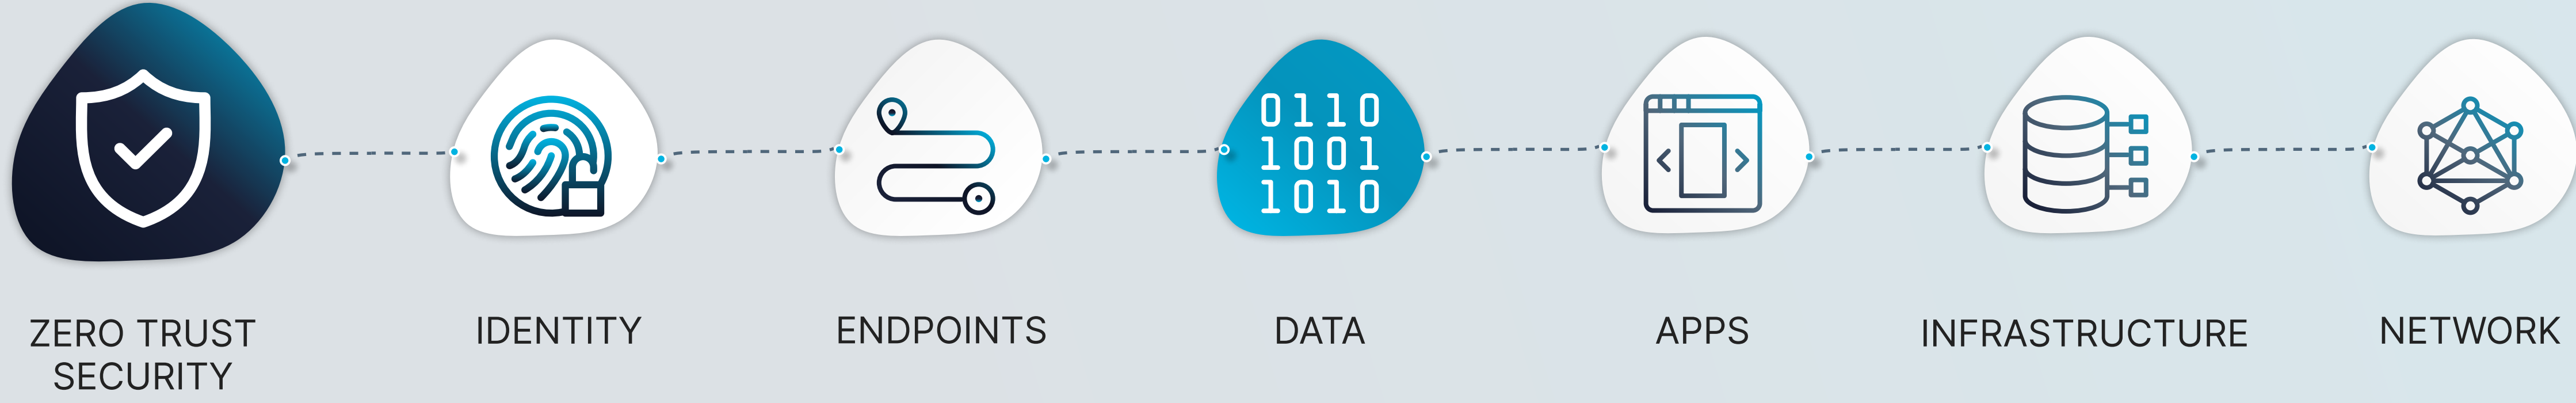 0110
1001
1010
ZERO TRUST
SECURITY
IDENTITY
ENDPOINTS
DATA
APPS
INFRASTRUCTURE
NETWORK